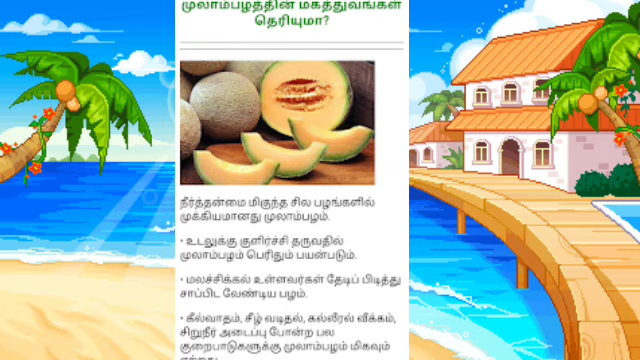 முலாம்பழத்தின் மகத்துவங்கள்
தெரியுமா?
நீர்த்தன்மை மிகுந்த சில பழங்களில்
முக்கியமானது முலாம்பழம்.
• உடலுக்கு குளிர்ச்சி தருவதில்
முலாம்பழம் பெரிதும் பயன்படும்.
• மலச்சிக்கல் உள்ளவர்கள் தேடிப் பிடித்து
சாப்பிட வேண்டிய பழம்.
• கீல்வாதம், சீழ் வடிதல், கல்லீரல் வீக்கம்,
சிறுநீர் அடைப்பு போன்ற பல
குறைபாடுகளுக்கு முலாம்பழம் மிகவும்